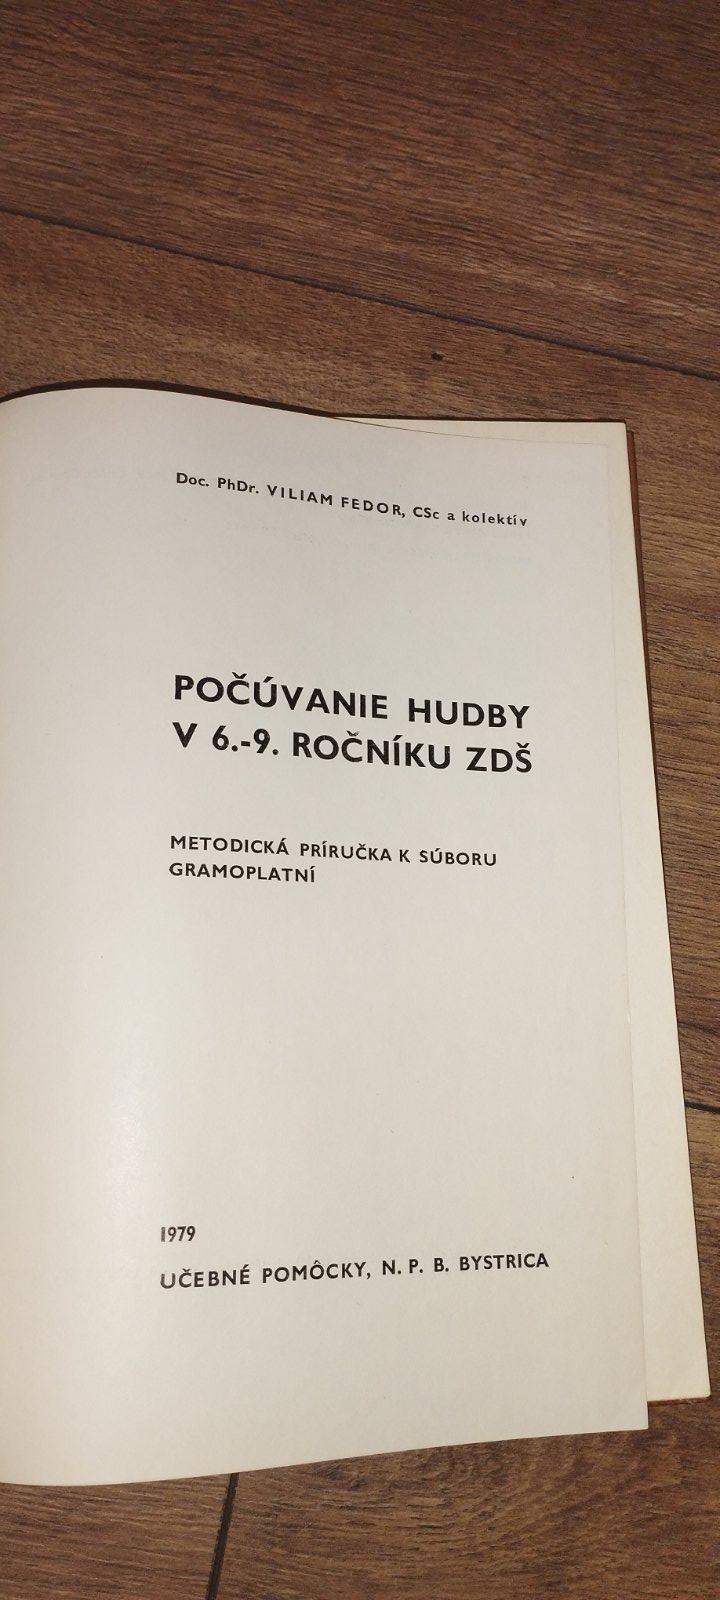 Doc. PhDr. VILIAM FEDOR, CSc a kolektív
POČÚVANIE HUDBY
V 6.-9. ROČNÍKU ZDŠ
METODICKÁ PRÍRUČKA K SÚBORU
GRAMOPLATNÍ
1979
UČEBNÉ POMÔCKY, N. P. B. BYSTRICA